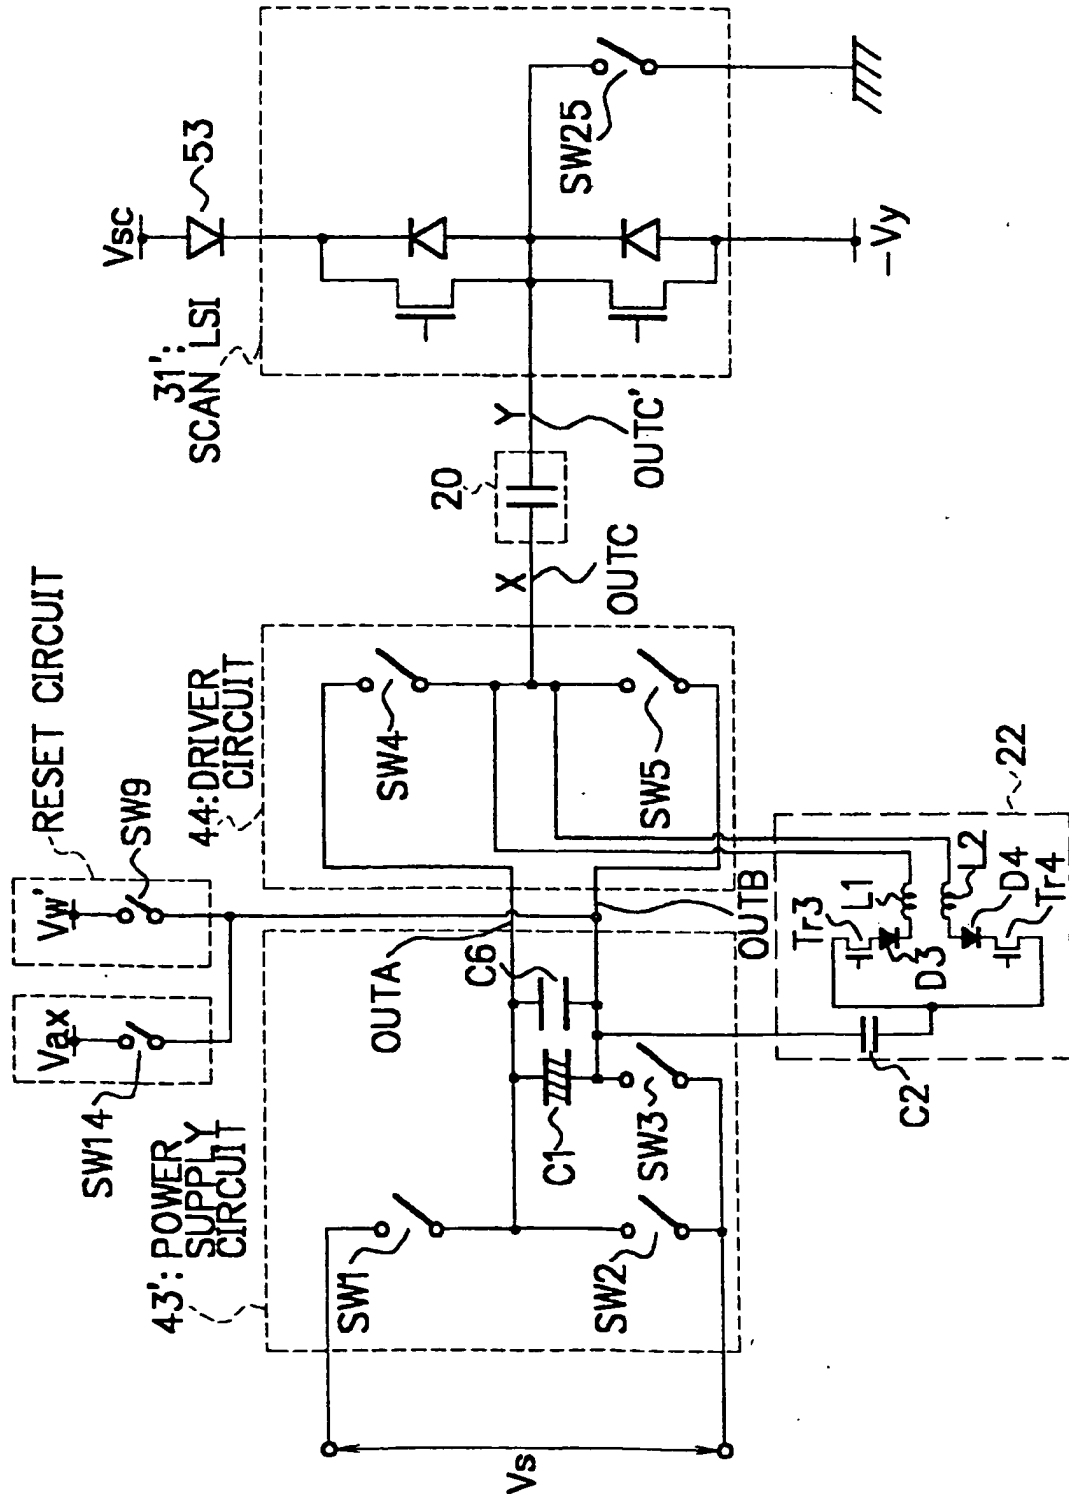 RESET CIRCUIT
Vax
Vw'
SW14
SW9
43': POWER
SUPPLY
CIRCUIT
44: DRIVER
CIRCUIT
31':
SCAN LSI
Vsc
53
OUTA
SW1
SW2
C1
C6
SW3
SW4
SW5
OUTB
X
OUTC
20
Y
OUTC'
SW25
-Vy
Vs
C2
Tr3
L1
D3
L2
D4
Tr4
22